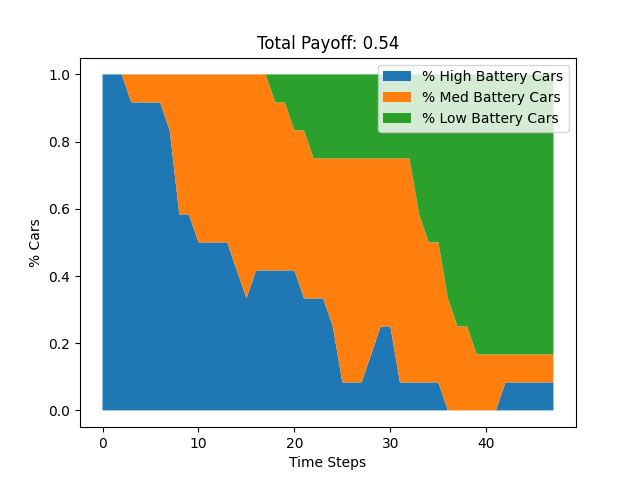 Total Payoff: 0.54
% High Battery Cars
% Med Battery Cars
% Low Battery Cars
1.0
0.8
0.6
0.4
0.2
0.0
% Cars
0 10 20 30 40
Time Steps